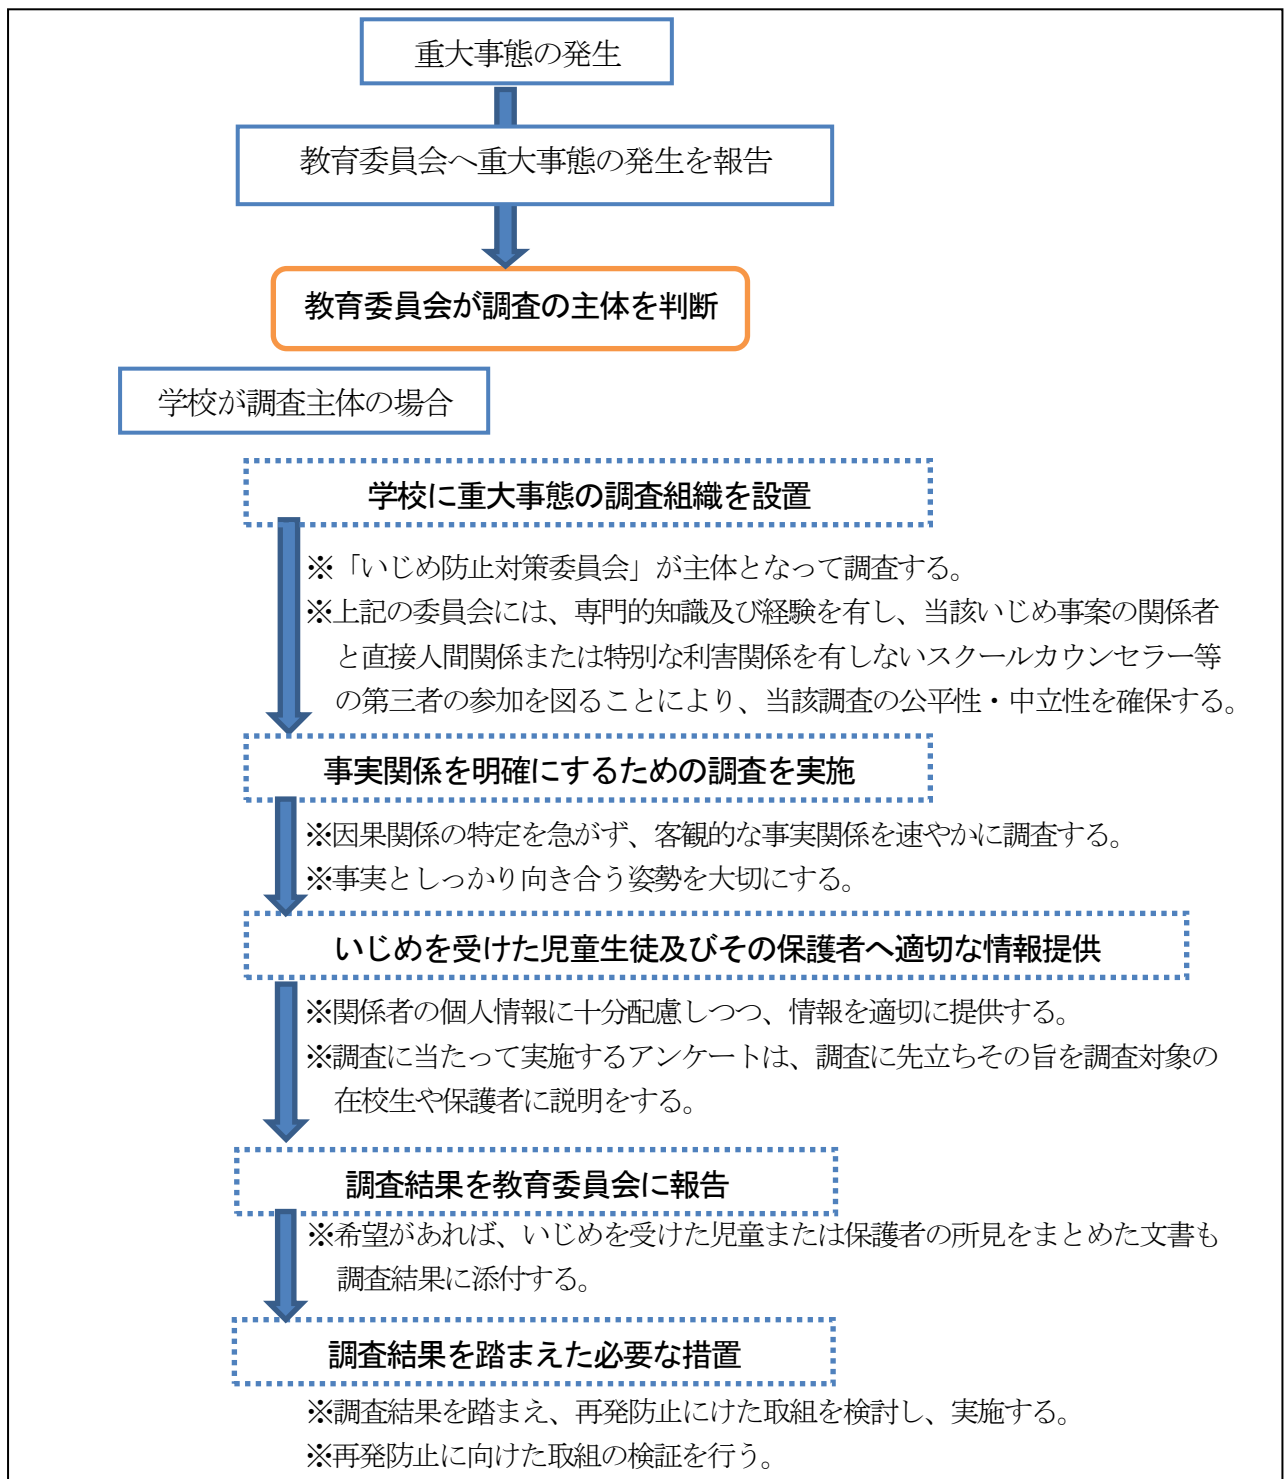 重大事態の発生
教育委員会へ重大事態の発生を報告
教育委員会が調査の主体を判断
学校が調査主体の場合
学校に重大事態の調査組織を設置
※「いじめ防止対策委員会」が主体となって調査する。
※上記の委員会には、専門的知識及び経験を有し、当該いじめ事案の関係者
と直接人間関係または特別な利害関係を有しないスクールカウンセラー等
の第三者の参加を図ることにより、当該調査の公平性・中立性を確保する。
事実関係を明確にするための調査を実施
※因果関係の特定を急がず、客観的な事実関係を速やかに調査する。
※事実としっかり向き合う姿勢を大切にする。
いじめを受けた児童生徒及びその保護者へ適切な情報提供
※関係者の個人情報に十分配慮しつつ、情報を適切に提供する。
※調査に当たって実施するアンケートは、調査に先立ちその旨を調査対象の
在校生や保護者に説明をする。
調査結果を教育委員会に報告
※希望があれば、いじめを受けた児童または保護者の所見をまとめた文書も
調査結果に添付する。
調査結果を踏まえた必要な措置
※調査結果を踏まえ、再発防止にけた取組を検討し、実施する。
※再発防止に向けた取組の検証を行う。